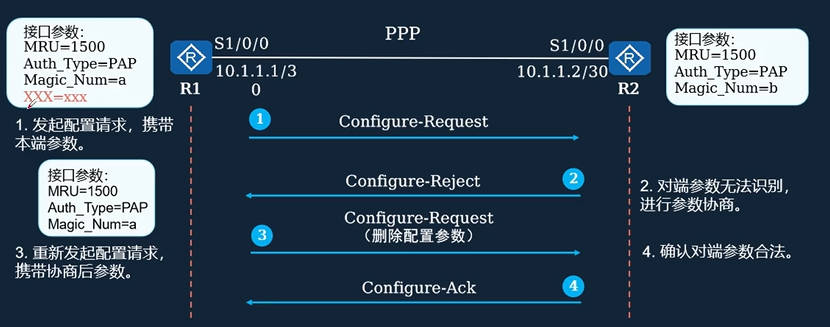 接口参数:
MRU=1500
Auth_Type=PAP
Magic_Num=a
XXX=xxx
PPP
S1/0/0
S1/0/0
R
R
10.1.1.1/3
0
10.1.1.2/30
R1
R2
接口参数:
MRU=1500
Auth_Type=PAP
Magic_Num=b
1. 发起配置请求，携带
本端参数。
1
Configure-Request
接口参数:
MRU=1500
Auth_Type=PAP
Magic_Num=a
Configure-Reject
2
2. 对端参数无法识别，
进行参数协商。
3. 重新发起配置请求，
携带协商后参数。
3
Configure-Request
（删除配置参数）
4. 确认对端参数合法。
Configure-Ack
4